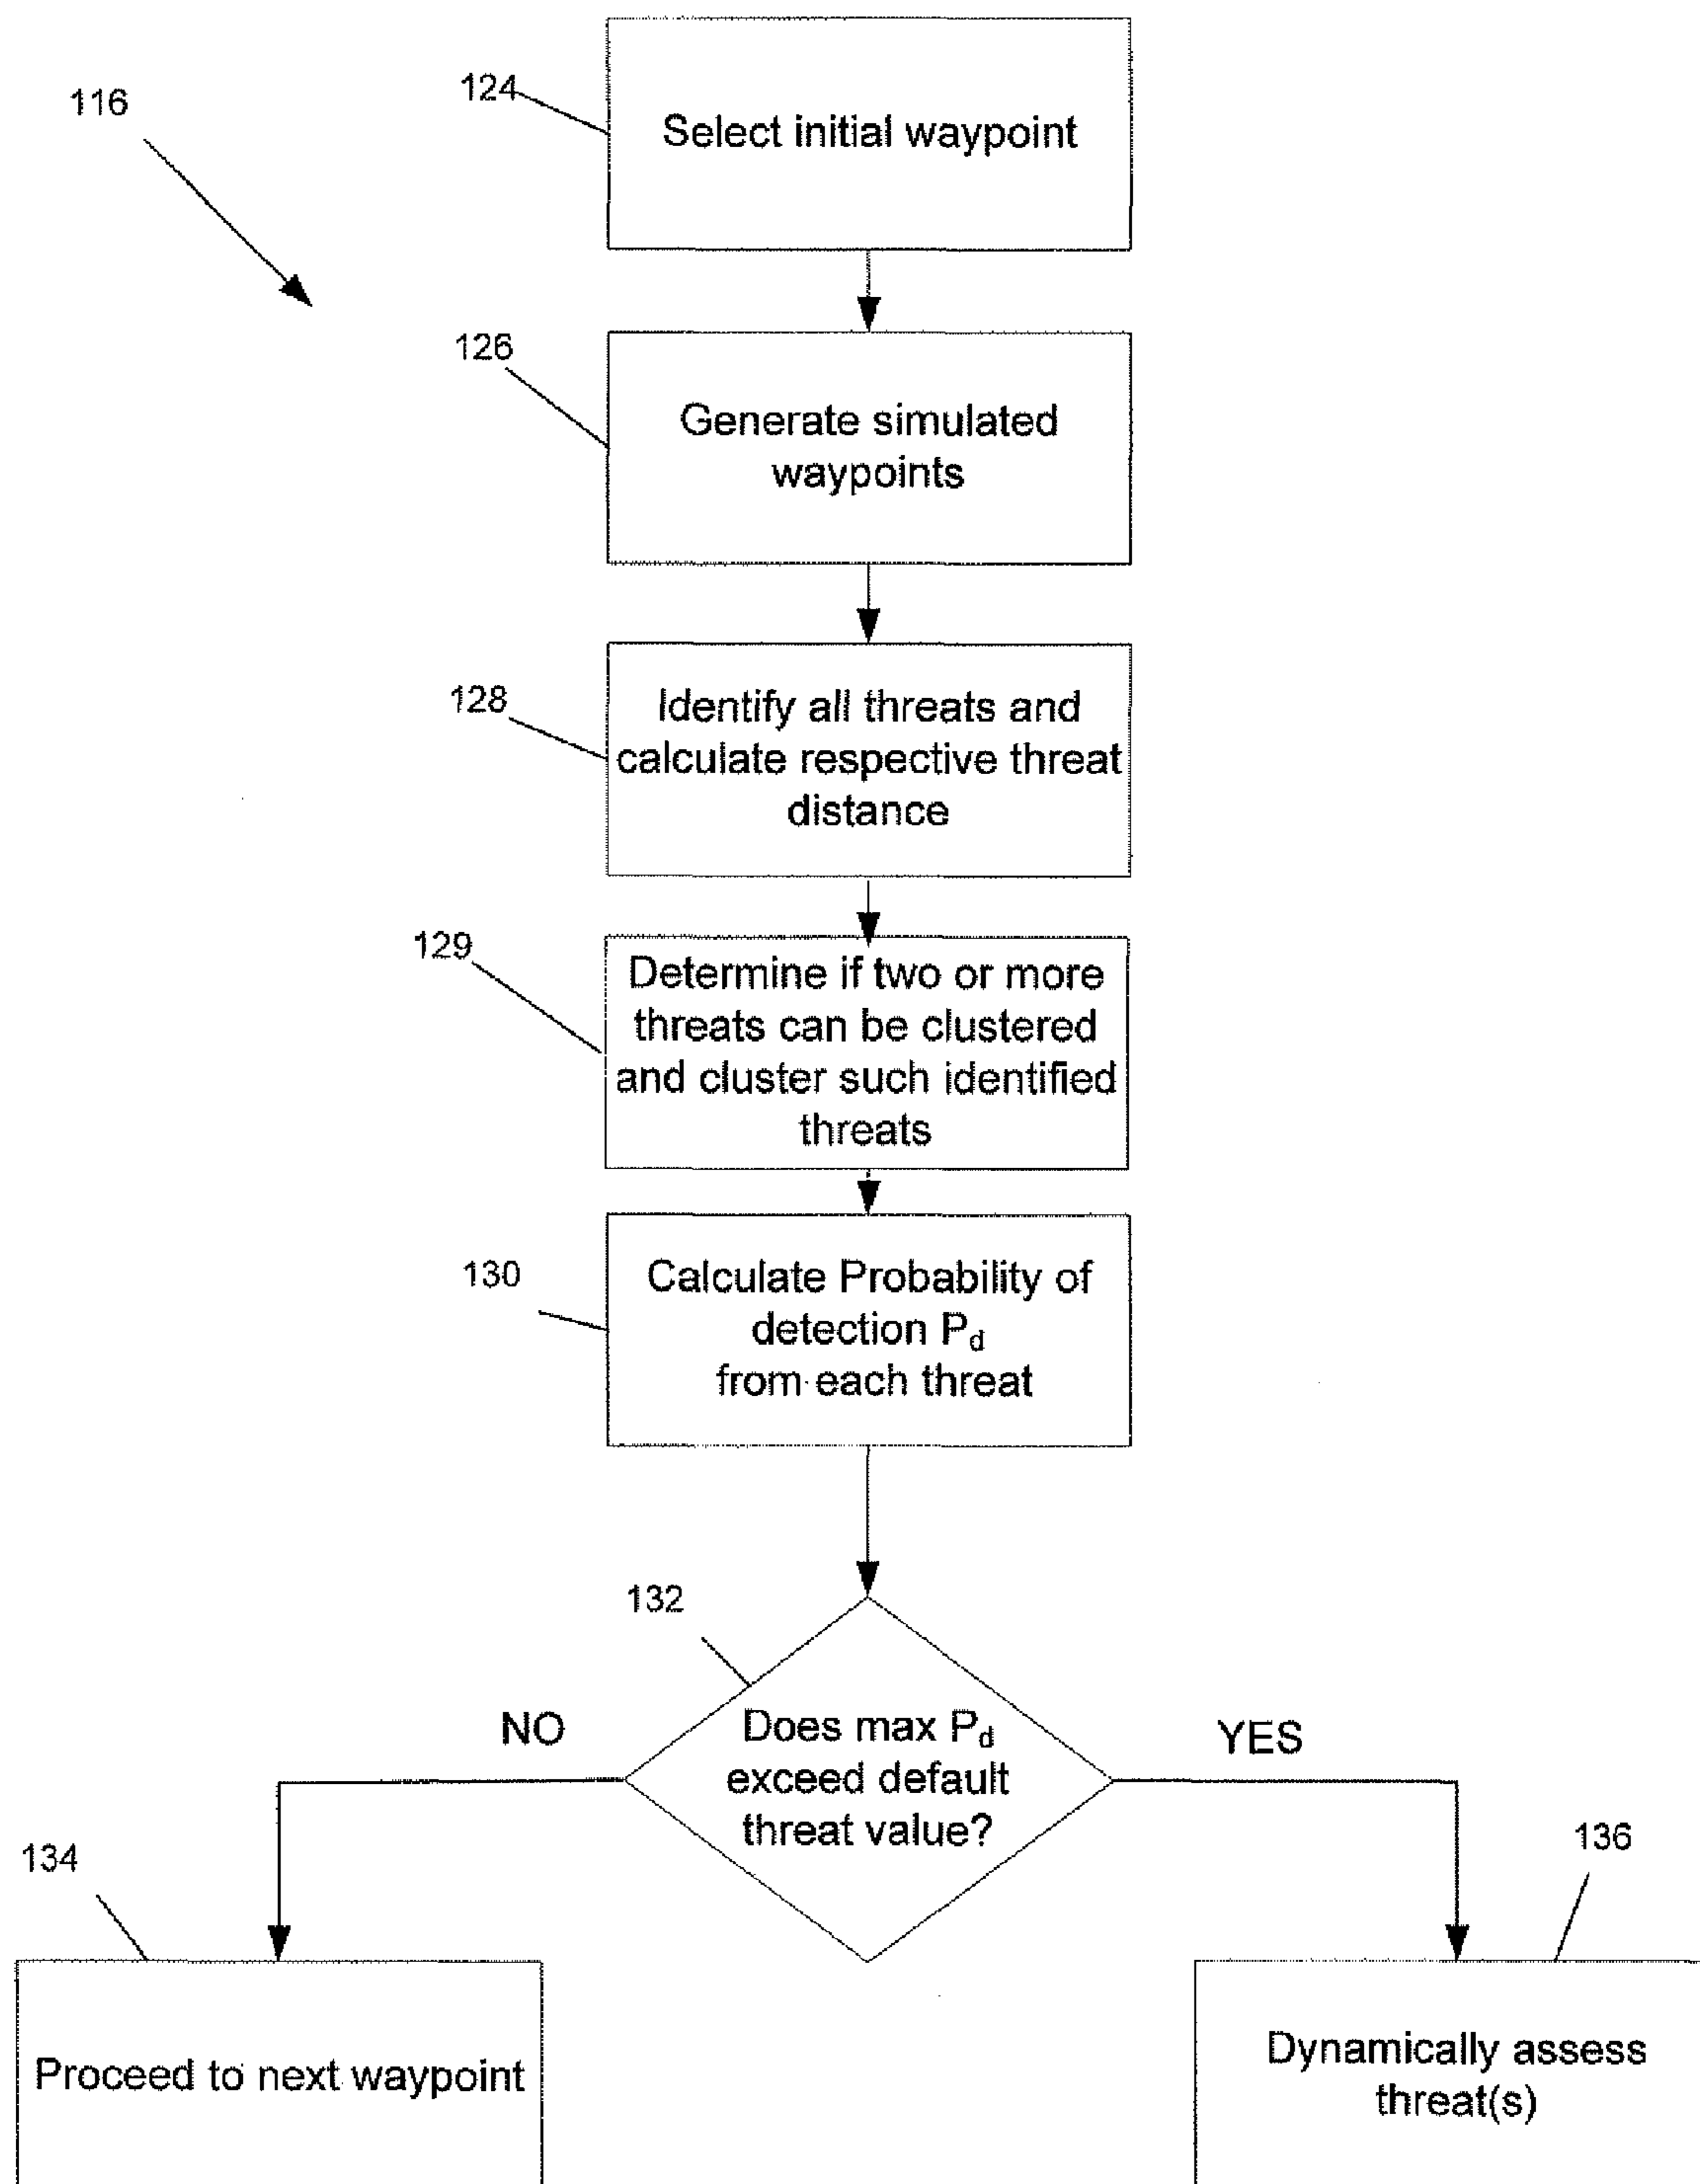 116
124
Select initial waypoint
126
Generate simulated
waypoints
128
Identify all threats and
calculate respective threat
distance
129
Determine if two or more
threats can be clustered
and cluster such identified
threats
130
Calculate Probability of
detection Pd
from each threat
132
Does max Pd
exceed default
threat value?
NO
YES
134
Proceed to next waypoint
136
Dynamically assess
threat(s)